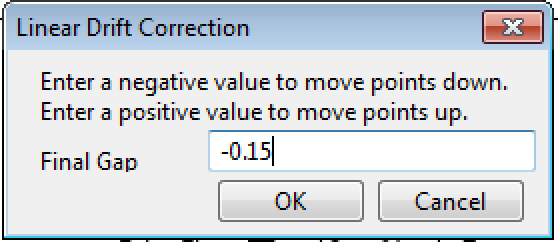 Linear Drift Correction
Enter a negative value to move points down.
Enter a positive value to move points up.
Final Gap
-0.15
OK Cancel